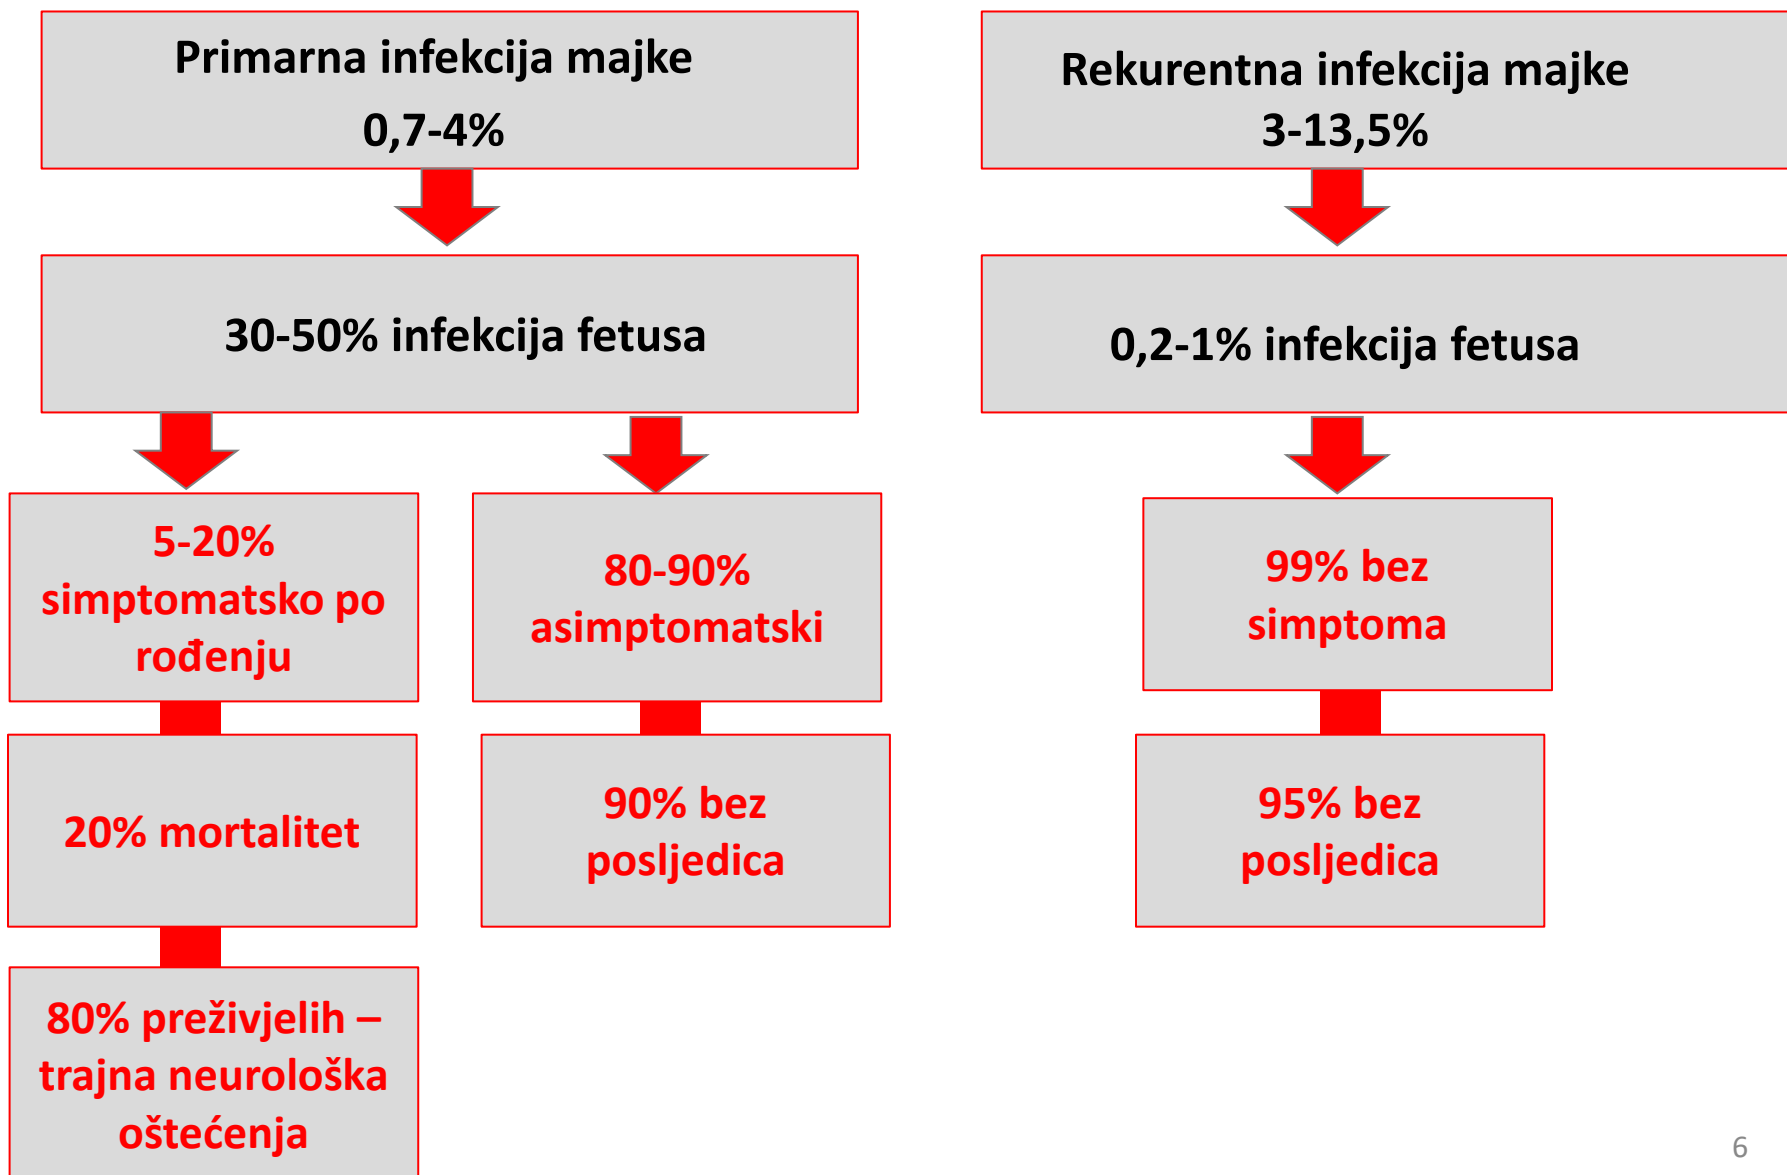 Primarna infekcija majke
0,7-4%
Rekurentna infekcija majke
3-13,5%
30-50% infekcija fetusa
0,2-1% infekcija fetusa
5-20%
simptomatsko po
rođenju
80-90%
asimptomatski
99% bez
simptoma
20% mortalitet
90% bez
posljedica
95% bez
posljedica
80% preživjelih –
trajna neurološka
oštećenja
6